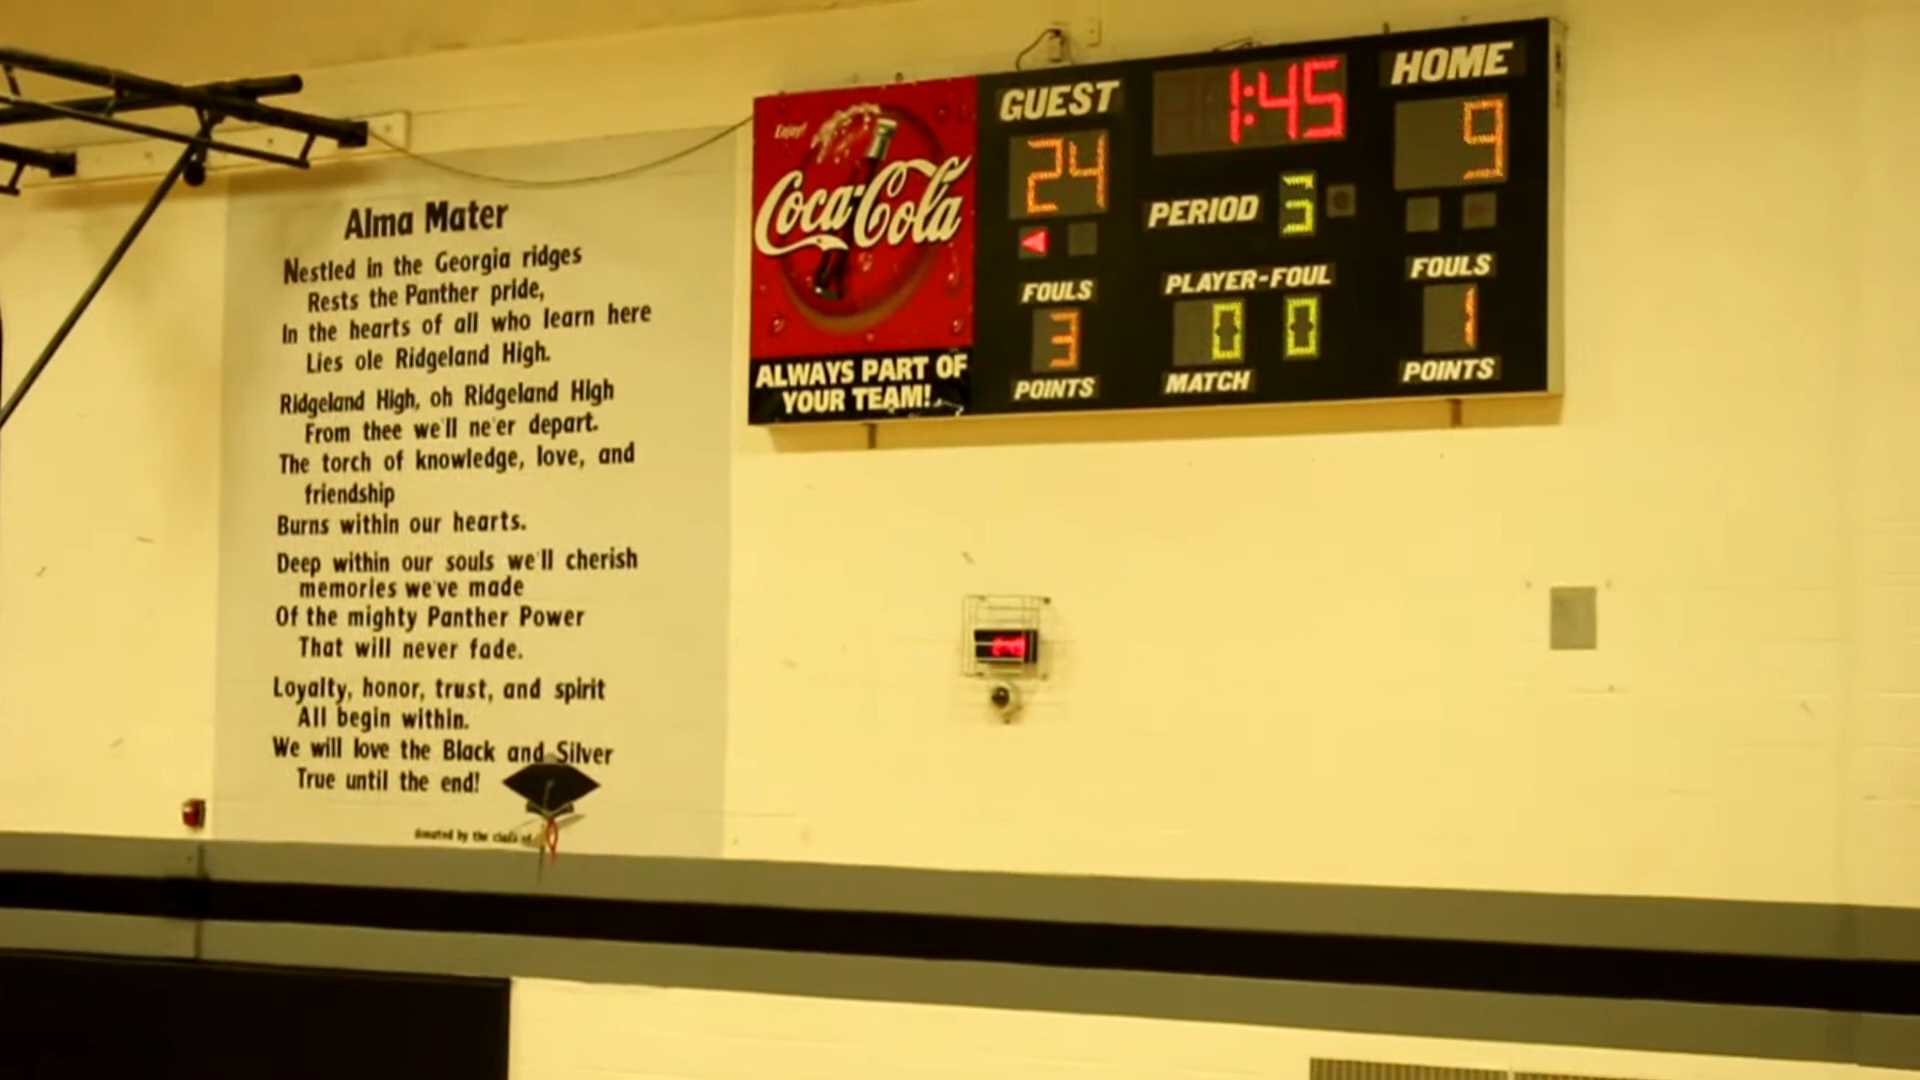 Alma Mater
Nestled in the Georgia ridges
Rests the Panther pride,
In the hearts of all who learn here
Lies ole Ridgeland High.
Ridgeland High, oh Ridgeland High
From thee we'll ne'er depart.
The torch of knowledge, love, and
friendship
Burns within our hearts.
Deep within our souls we'll cherish
memories we've made
Of the mighty Panther Power
That will never fade.
Loyalty, honor, trust, and spirit
All begin within.
We will love the Black and Silver
True until the end!
donated by the class of
Enjoy!
Coca-Cola
ALWAYS PART OF
YOUR TEAM!
GUEST
24
1:45
HOME
9
PERIOD
FOULS
3
POINTS
PLAYER-FOUL
0 0
MATCH
FOULS
1
POINTS